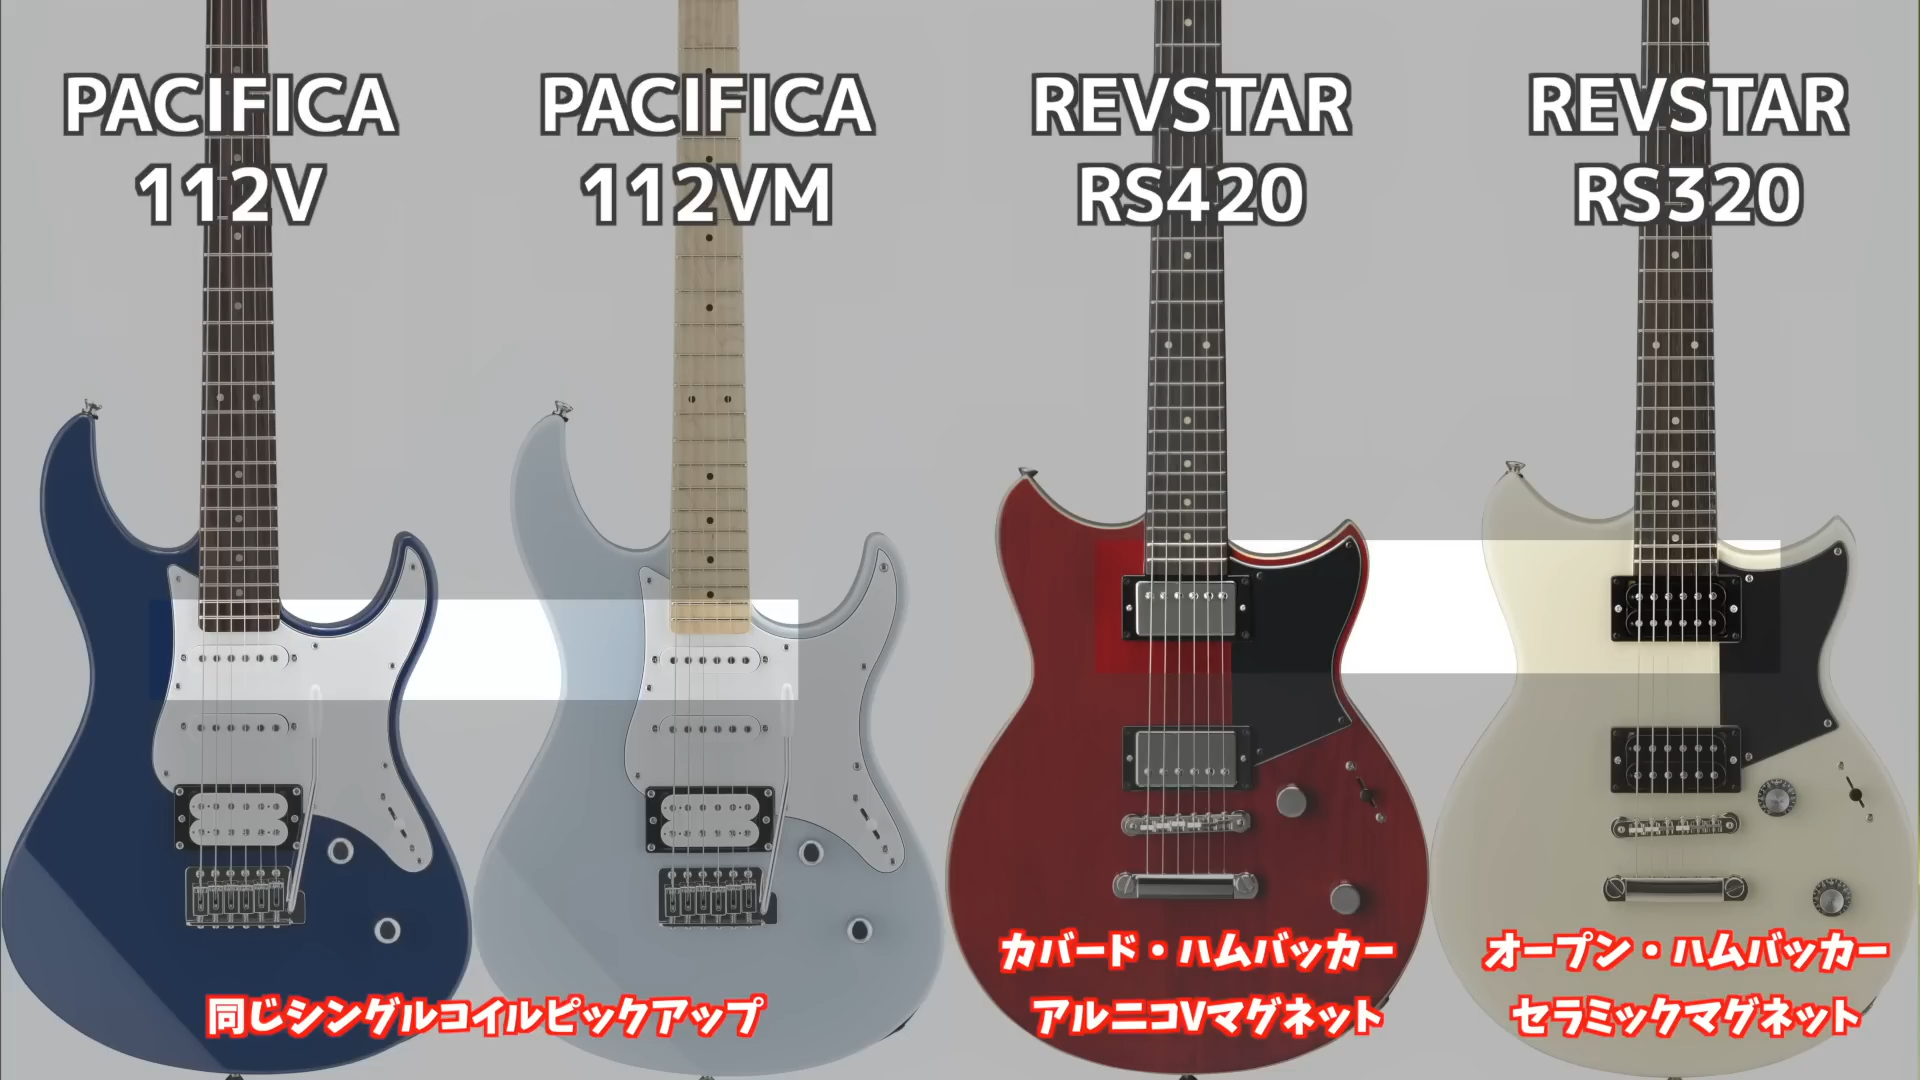 PACIFICA
112V
PACIFICA
112VM
REVSTAR
RS420
REVSTAR
RS320
同じシングルコイルピックアップ
カバード・ハムバッカー
アルニコVマグネット
オープン・ハムバッカー
セラミックマグネット